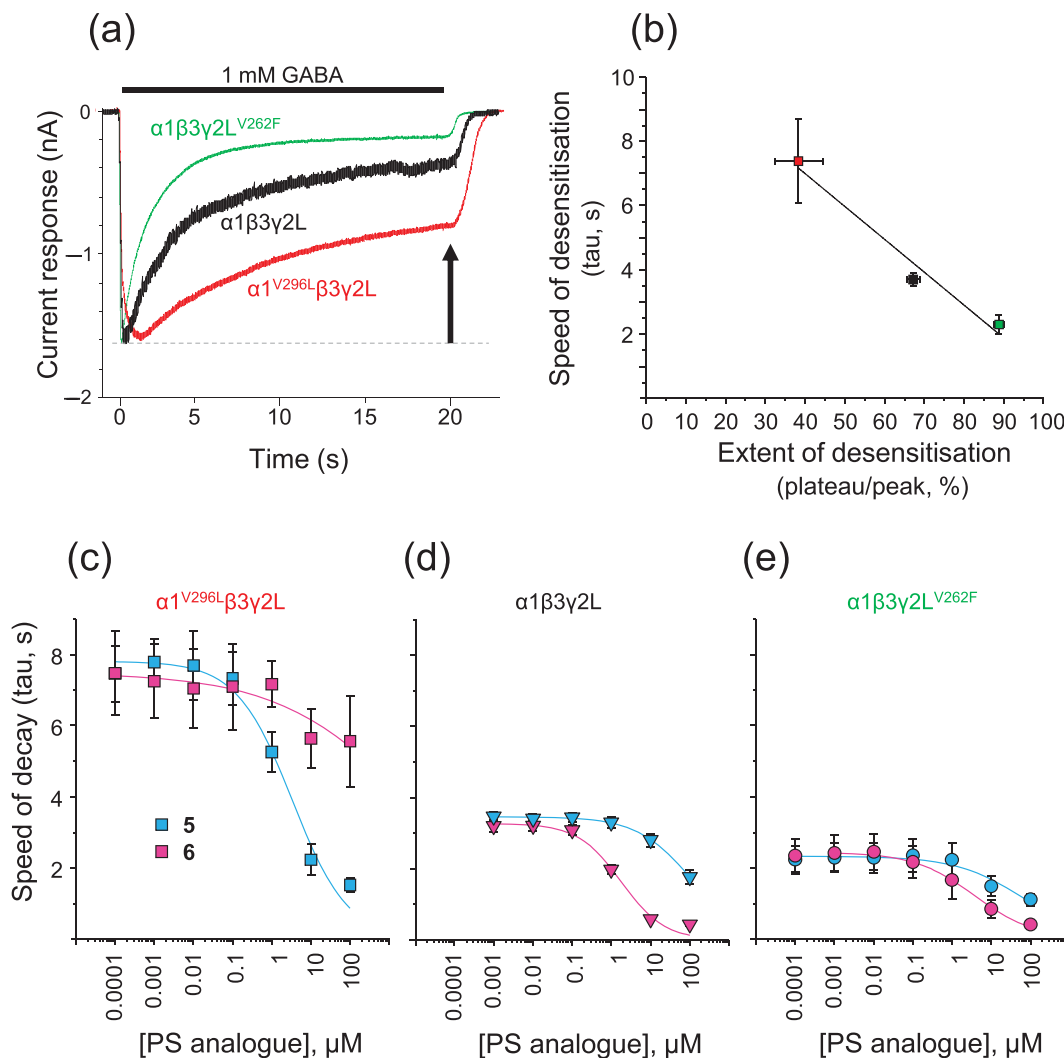 (a)
1 mM GABA
0
–1
–2
Current response (nA)
α1β3γ2L^V262F
α1β3γ2L
α1^V296Lβ3γ2L
0 5 10 15 20
Time (s)
(b)
10
8
6
4
2
Speed of desensitisation
(tau, s)
0 10 20 30 40 50 60 70 80 90 100
Extent of desensitisation
(plateau/peak, %)
(c)
α1^V296Lβ3γ2L
8
6
4
2
Speed of decay (tau, s)
5
6
0.0001 0.001 0.01 0.1 1 10 100
[PS analogue], μM
(d)
α1β3γ2L
0.0001 0.001 0.01 0.1 1 10 100
[PS analogue], μM
(e)
α1β3γ2L^V262F
0.0001 0.001 0.01 0.1 1 10 100
[PS analogue], μM